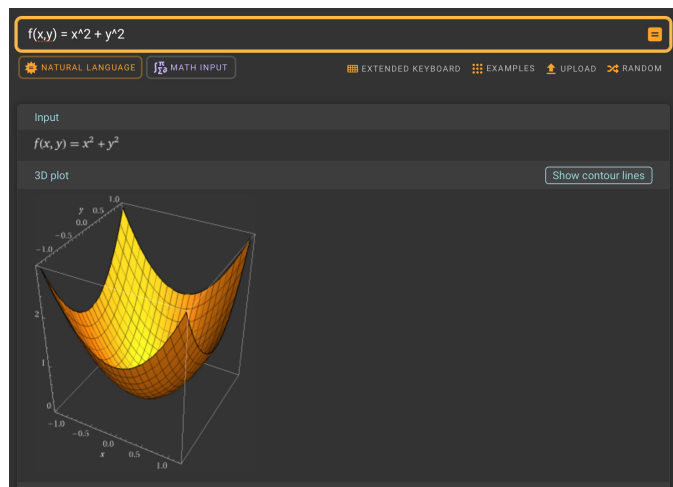 f(x,y) = x^2 + y^2
NATURAL LANGUAGE
∫Σ π∂ MATH INPUT
EXTENDED KEYBOARD
EXAMPLES
UPLOAD
RANDOM
Input
f(x, y) = x² + y²
3D plot
Show contour lines
1.0
y 0.5
0.0
−0.5
−1.0
2
1
0
−1.0
−0.5
0.0
x 0.5
1.0